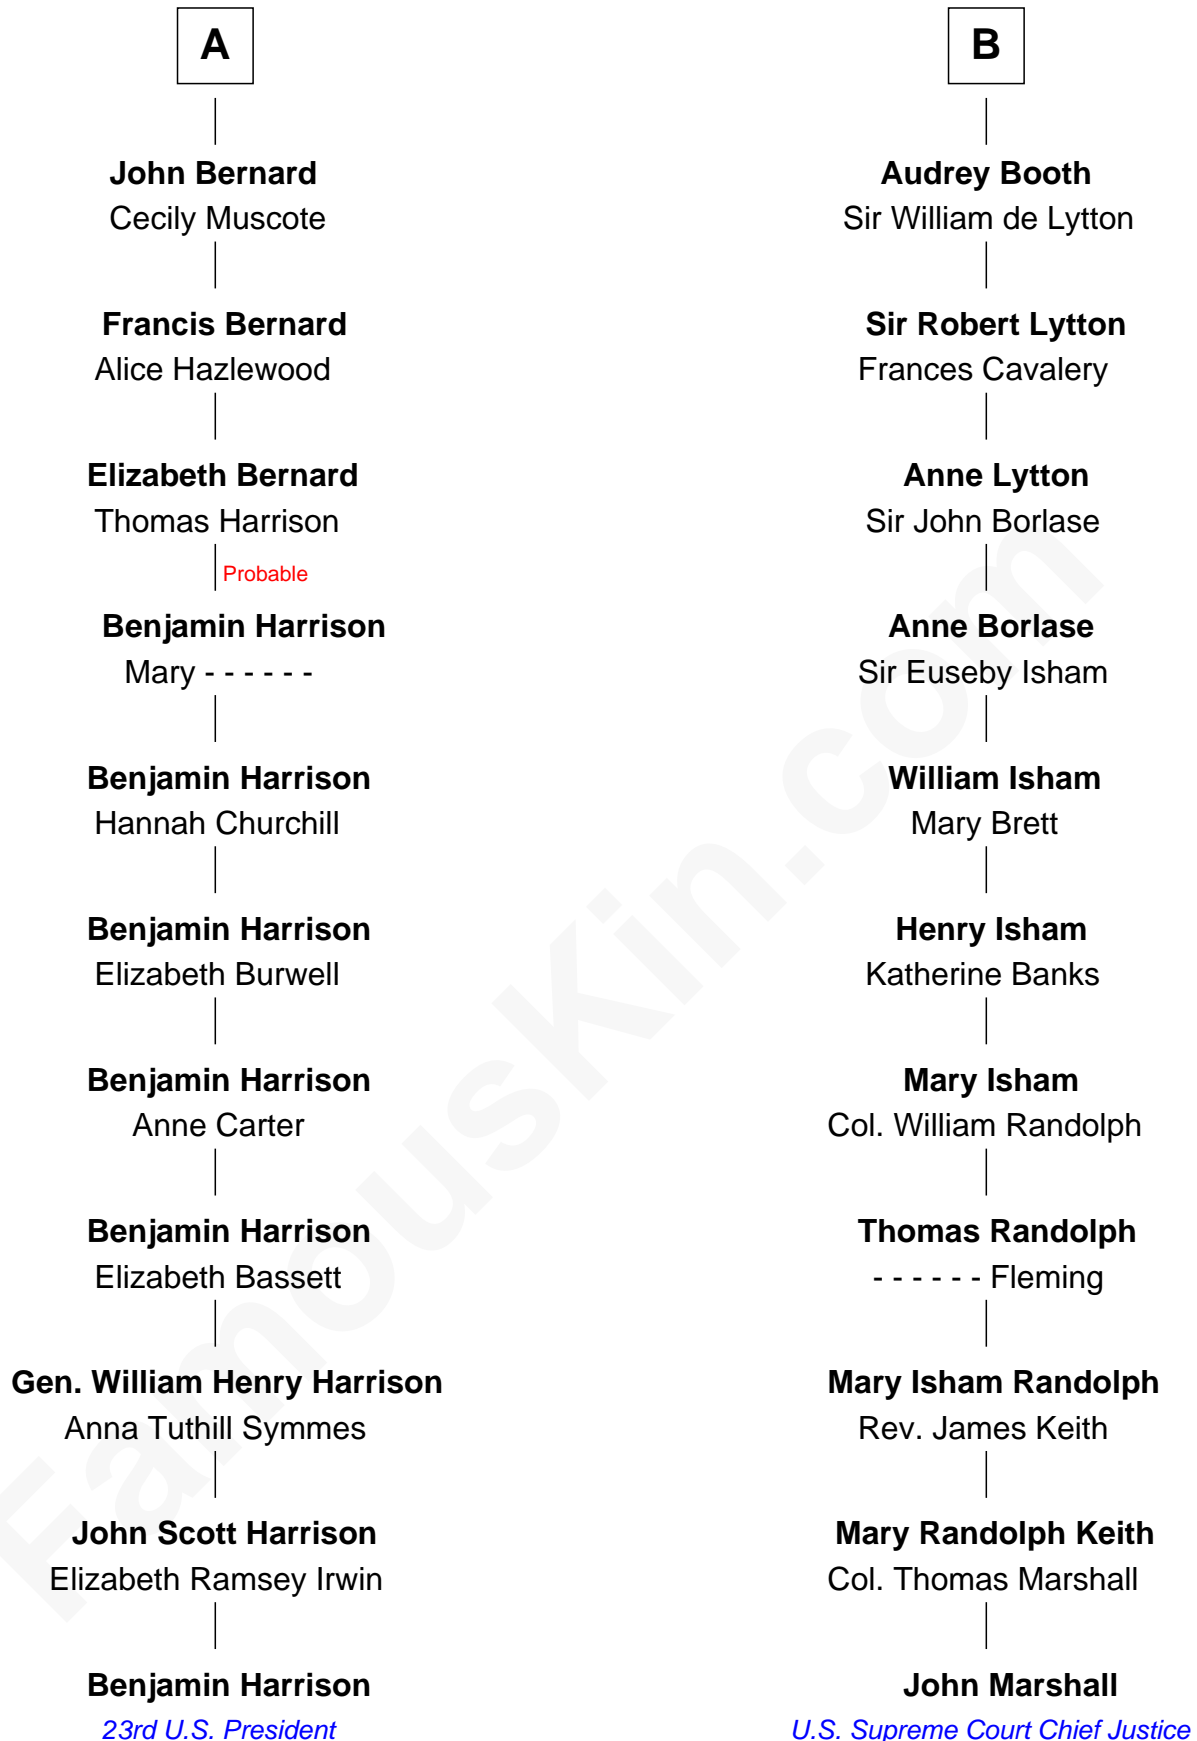 A
John Bernard
Cecily Muscote
Francis Bernard
Alice Hazlewood
Elizabeth Bernard
Thomas Harrison
Probable
Benjamin Harrison
Mary - - - - - -
Benjamin Harrison
Hannah Churchill
Benjamin Harrison
Elizabeth Burwell
Benjamin Harrison
Anne Carter
Benjamin Harrison
Elizabeth Bassett
Gen. William Henry Harrison
Anna Tuthill Symmes
John Scott Harrison
Elizabeth Ramsey Irwin
Benjamin Harrison
23rd U.S. President
B
Audrey Booth
Sir William de Lytton
Sir Robert Lytton
Frances Cavalery
Anne Lytton
Sir John Borlase
Anne Borlase
Sir Euseby Isham
William Isham
Mary Brett
Henry Isham
Katherine Banks
Mary Isham
Col. William Randolph
Thomas Randolph
- - - - - - Fleming
Mary Isham Randolph
Rev. James Keith
Mary Randolph Keith
Col. Thomas Marshall
John Marshall
U.S. Supreme Court Chief Justice
FamousKin.com